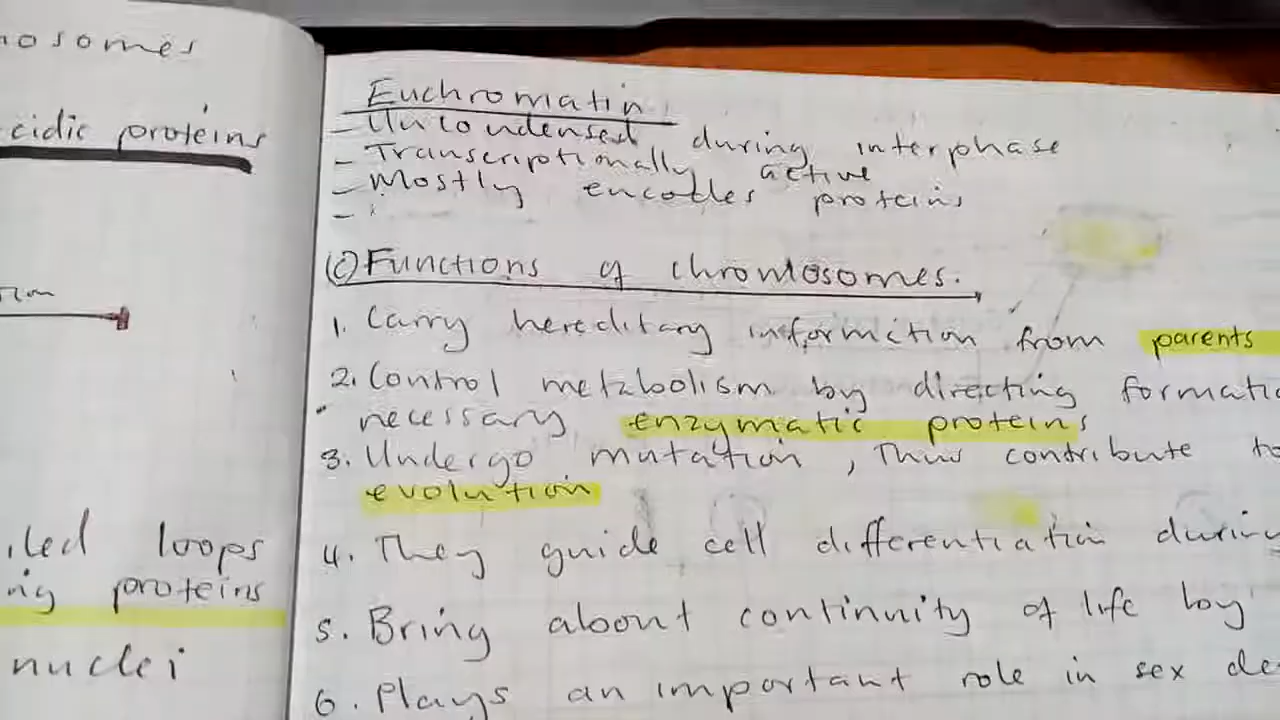 osomes
cidic proteins
led loops
ng proteins
nuclei
Euchromatin
- Uncondensed during interphase
- Transcriptionally active
- Mostly encodes proteins
-
(c) Functions of chromosomes.
1. Carry hereditary information from parents
2. Control metabolism by directing formatio
necessary enzymatic proteins
3. Undergo mutation, Thus contribute to
evolution
4. They guide cell differentiation during
5. Bring about continuity of life by
6. Plays an important role in sex de